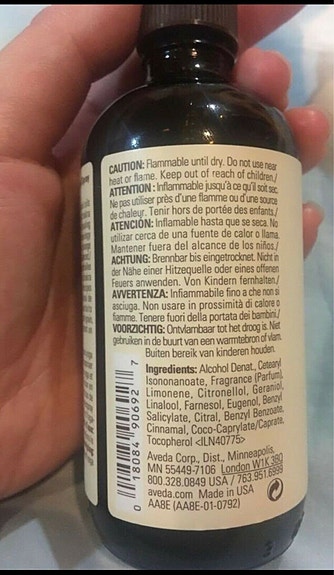 CAUTION: Flammable until dry. Do not use near
heat or flame. Keep out of reach of children./
ATTENTION : Inflammable jusqu'à ce qu'il soit sec.
Ne pas utiliser près d'une flamme ou d'une source
de chaleur. Tenir hors de portée des enfants./
ATENCIÓN: Inflamable hasta que se seca. No
utilizar cerca de una fuente de calor o llama.
Mantener fuera del alcance de los niños./
ACHTUNG: Brennbar bis eingetrocknet. Nicht in
der Nähe einer Hitzequelle oder eines offenen
Feuers anwenden. Von Kindern fernhalten/
AVVERTENZA: Infiammabile fino a che non si
asciuga. Non usare in prossimità di calore o
fiamme. Tenere fuori della portata dei bambini./
VOORZICHTIG: Ontvlambaar tot het droog is. Niet
gebruiken in de buurt van een warmtebron of vlam.
Buiten bereik van kinderen houden.
Ingredients: Alcohol Denat., Cetearyl
Isononanoate, Fragrance (Parfum),
Limonene, Citronellol, Geraniol,
Linalool, Farnesol, Eugenol, Benzyl
Salicylate, Citral, Benzyl Benzoate,
Cinnamal, Coco-Caprylate/Caprate,
Tocopherol <ILN40775>
Aveda Corp., Dist., Minneapolis,
MN 55449-7106 London W1K 3BQ
800.328.0849 USA / 763.951.6999
aveda.com Made in USA
AA8E (AA8E-01-0792)
0 18084 90692 7